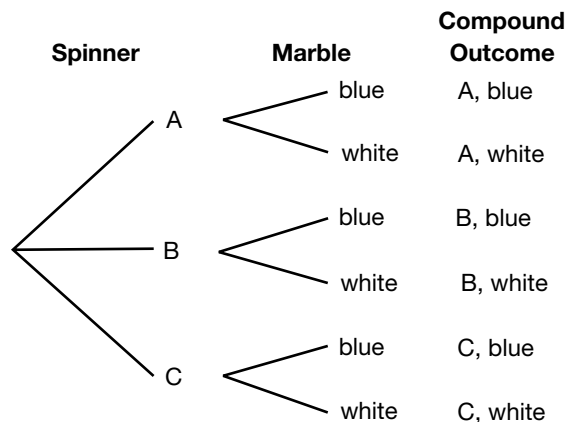 Spinner Marble Compound Outcome
A blue A, blue
white A, white
B blue B, blue
white B, white
C blue C, blue
white C, white